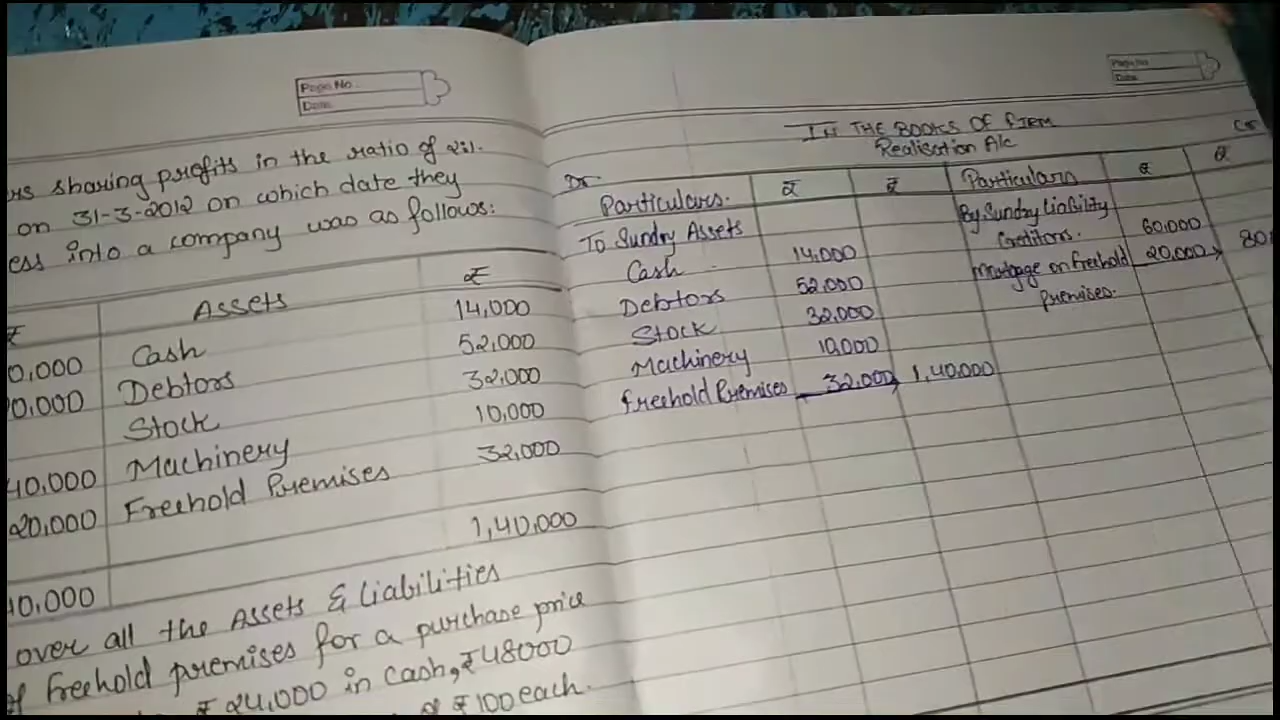 Page No.
Date
ers sharing profits in the ratio of 2:1.
on 31-3-2012 on which date they
ess into a company was as follows:
₹ Assets ₹
0,000 Cash 14,000
0,000 Debtors 52,000
Stock 32,000
40,000 Machinery 10,000
20,000 Freehold Premises 32,000
1,40,000
10,000
over all the Assets & Liabilities
of Freehold premises for a purchase price
₹ 24,000 in cash, ₹ 48000
₹ 100 each.
Page No.
Date
IN THE BOOKS OF FIRM
Realisation A/c
Dr. Cr
Particulars. ₹ ₹ Particulars ₹ ₹
To Sundry Assets By Sundry Liability
Cash 14,000 Creditors. 60,000
Debtors 52,000 Mortgage on Freehold 20,000 80
Stock 32,000 premises.
Machinery 10,000
Freehold Premises 32,000 1,40,000